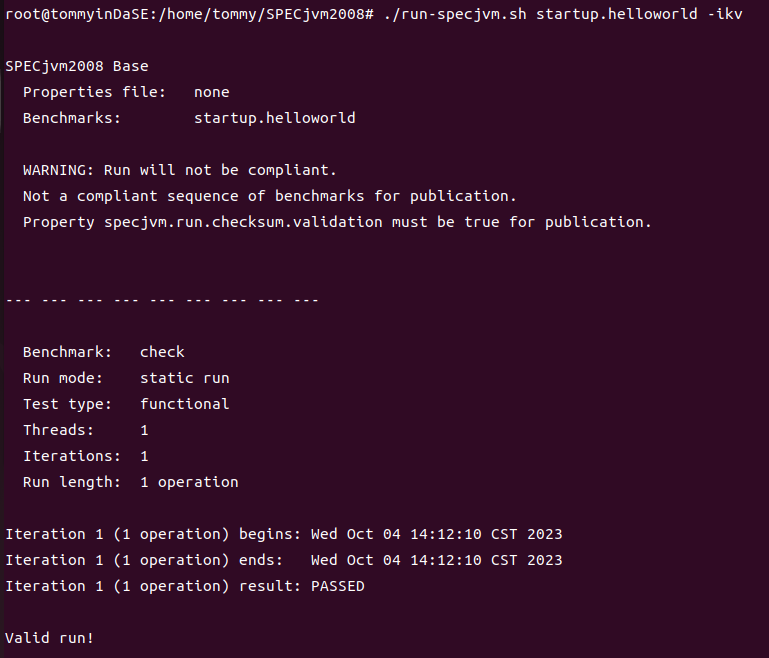 root@tommyinDaSE:/home/tommy/SPECjvm2008# ./run-specjvm.sh startup.helloworld -ikv
SPECjvm2008 Base
Properties file: none
Benchmarks: startup.helloworld
WARNING: Run will not be compliant.
Not a compliant sequence of benchmarks for publication.
Property specjvm.run.checksum.validation must be true for publication.
--- --- --- --- --- --- --- --- ---
Benchmark: check
Run mode: static run
Test type: functional
Threads: 1
Iterations: 1
Run length: 1 operation
Iteration 1 (1 operation) begins: Wed Oct 04 14:12:10 CST 2023
Iteration 1 (1 operation) ends: Wed Oct 04 14:12:10 CST 2023
Iteration 1 (1 operation) result: PASSED
Valid run!